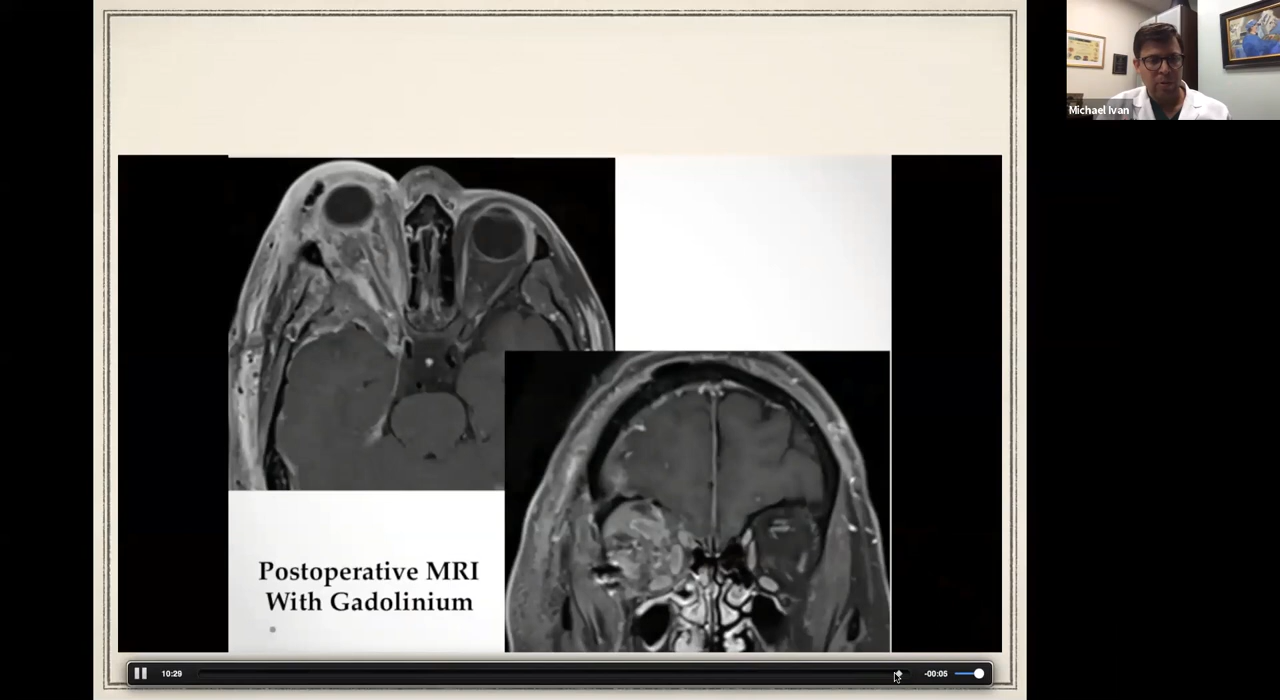 Michael Ivan
Postoperative MRI
With Gadolinium
10:29
-00:05